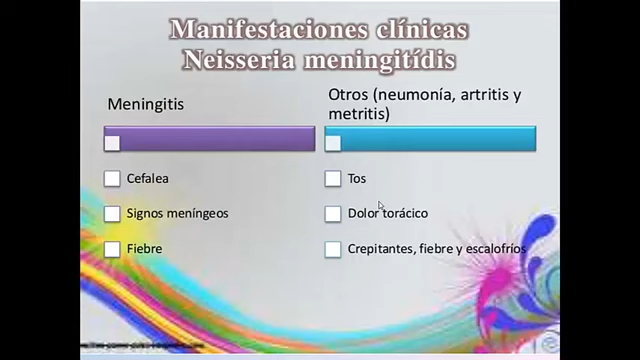 Manifestaciones clínicas
Neisseria meningitídis
Meningitis
Cefalea
Signos meníngeos
Fiebre
Otros (neumonía, artritis y
metritis)
Tos
Dolor torácico
Crepitantes, fiebre y escalofríos